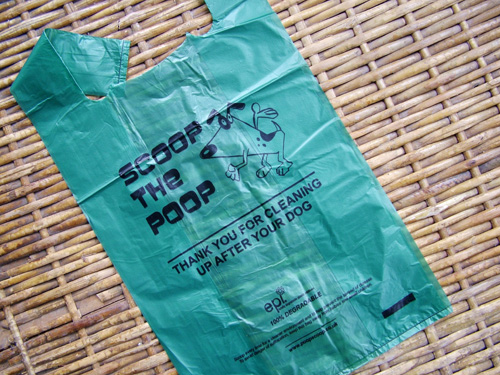 SCOOP
THE
POOP
THANK YOU FOR CLEANING
UP AFTER YOUR DOG
epi
100% DEGRADABLE